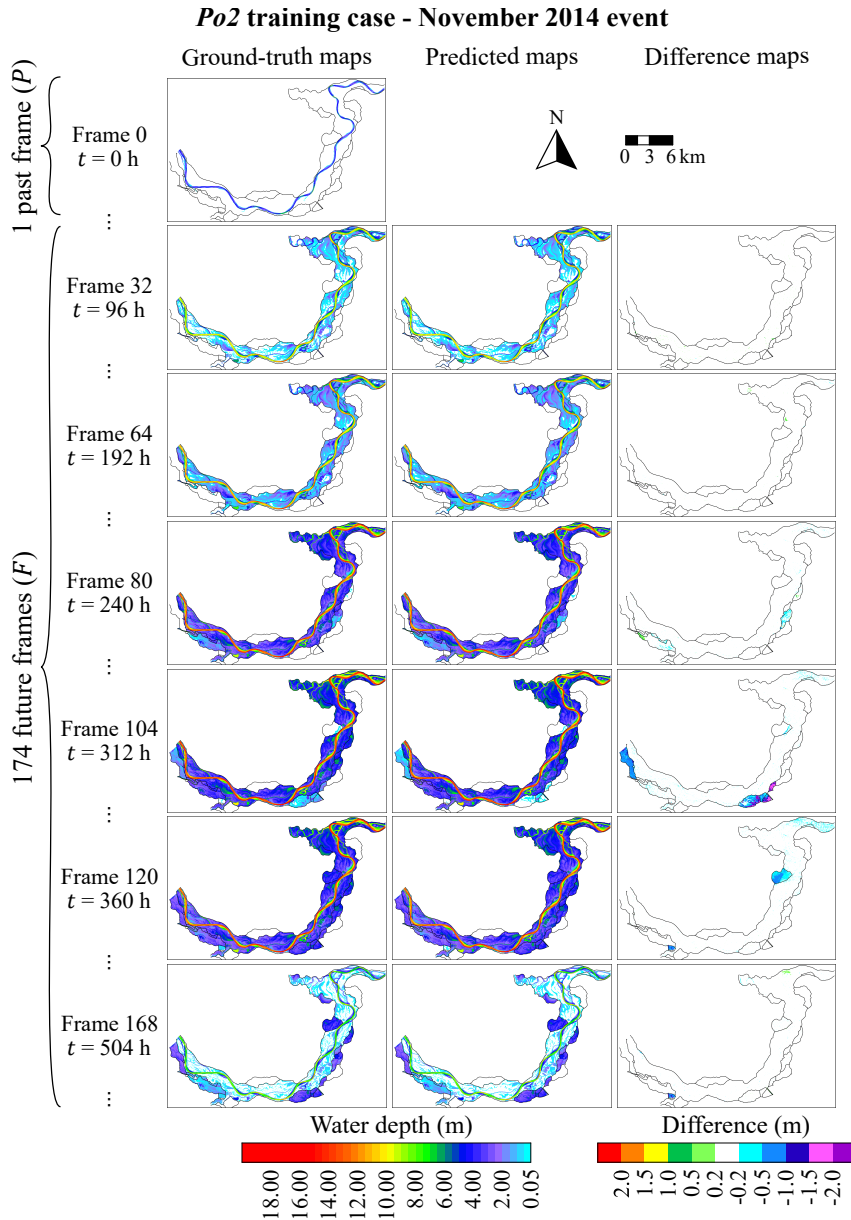 Po2 training case - November 2014 event
Ground-truth maps Predicted maps Difference maps
1 past frame (P)
Frame 0
t = 0 h
N
0 3 6 km
⋮
174 future frames (F)
Frame 32
t = 96 h
⋮
Frame 64
t = 192 h
⋮
Frame 80
t = 240 h
⋮
Frame 104
t = 312 h
⋮
Frame 120
t = 360 h
⋮
Frame 168
t = 504 h
⋮
Water depth (m)
18.00 14.00 12.00 10.00 8.00 6.00 4.00 2.00 0.05
Difference (m)
2.0 1.5 1.0 0.5 0.2 -0.2 -0.5 -1.0 -1.5 -2.0